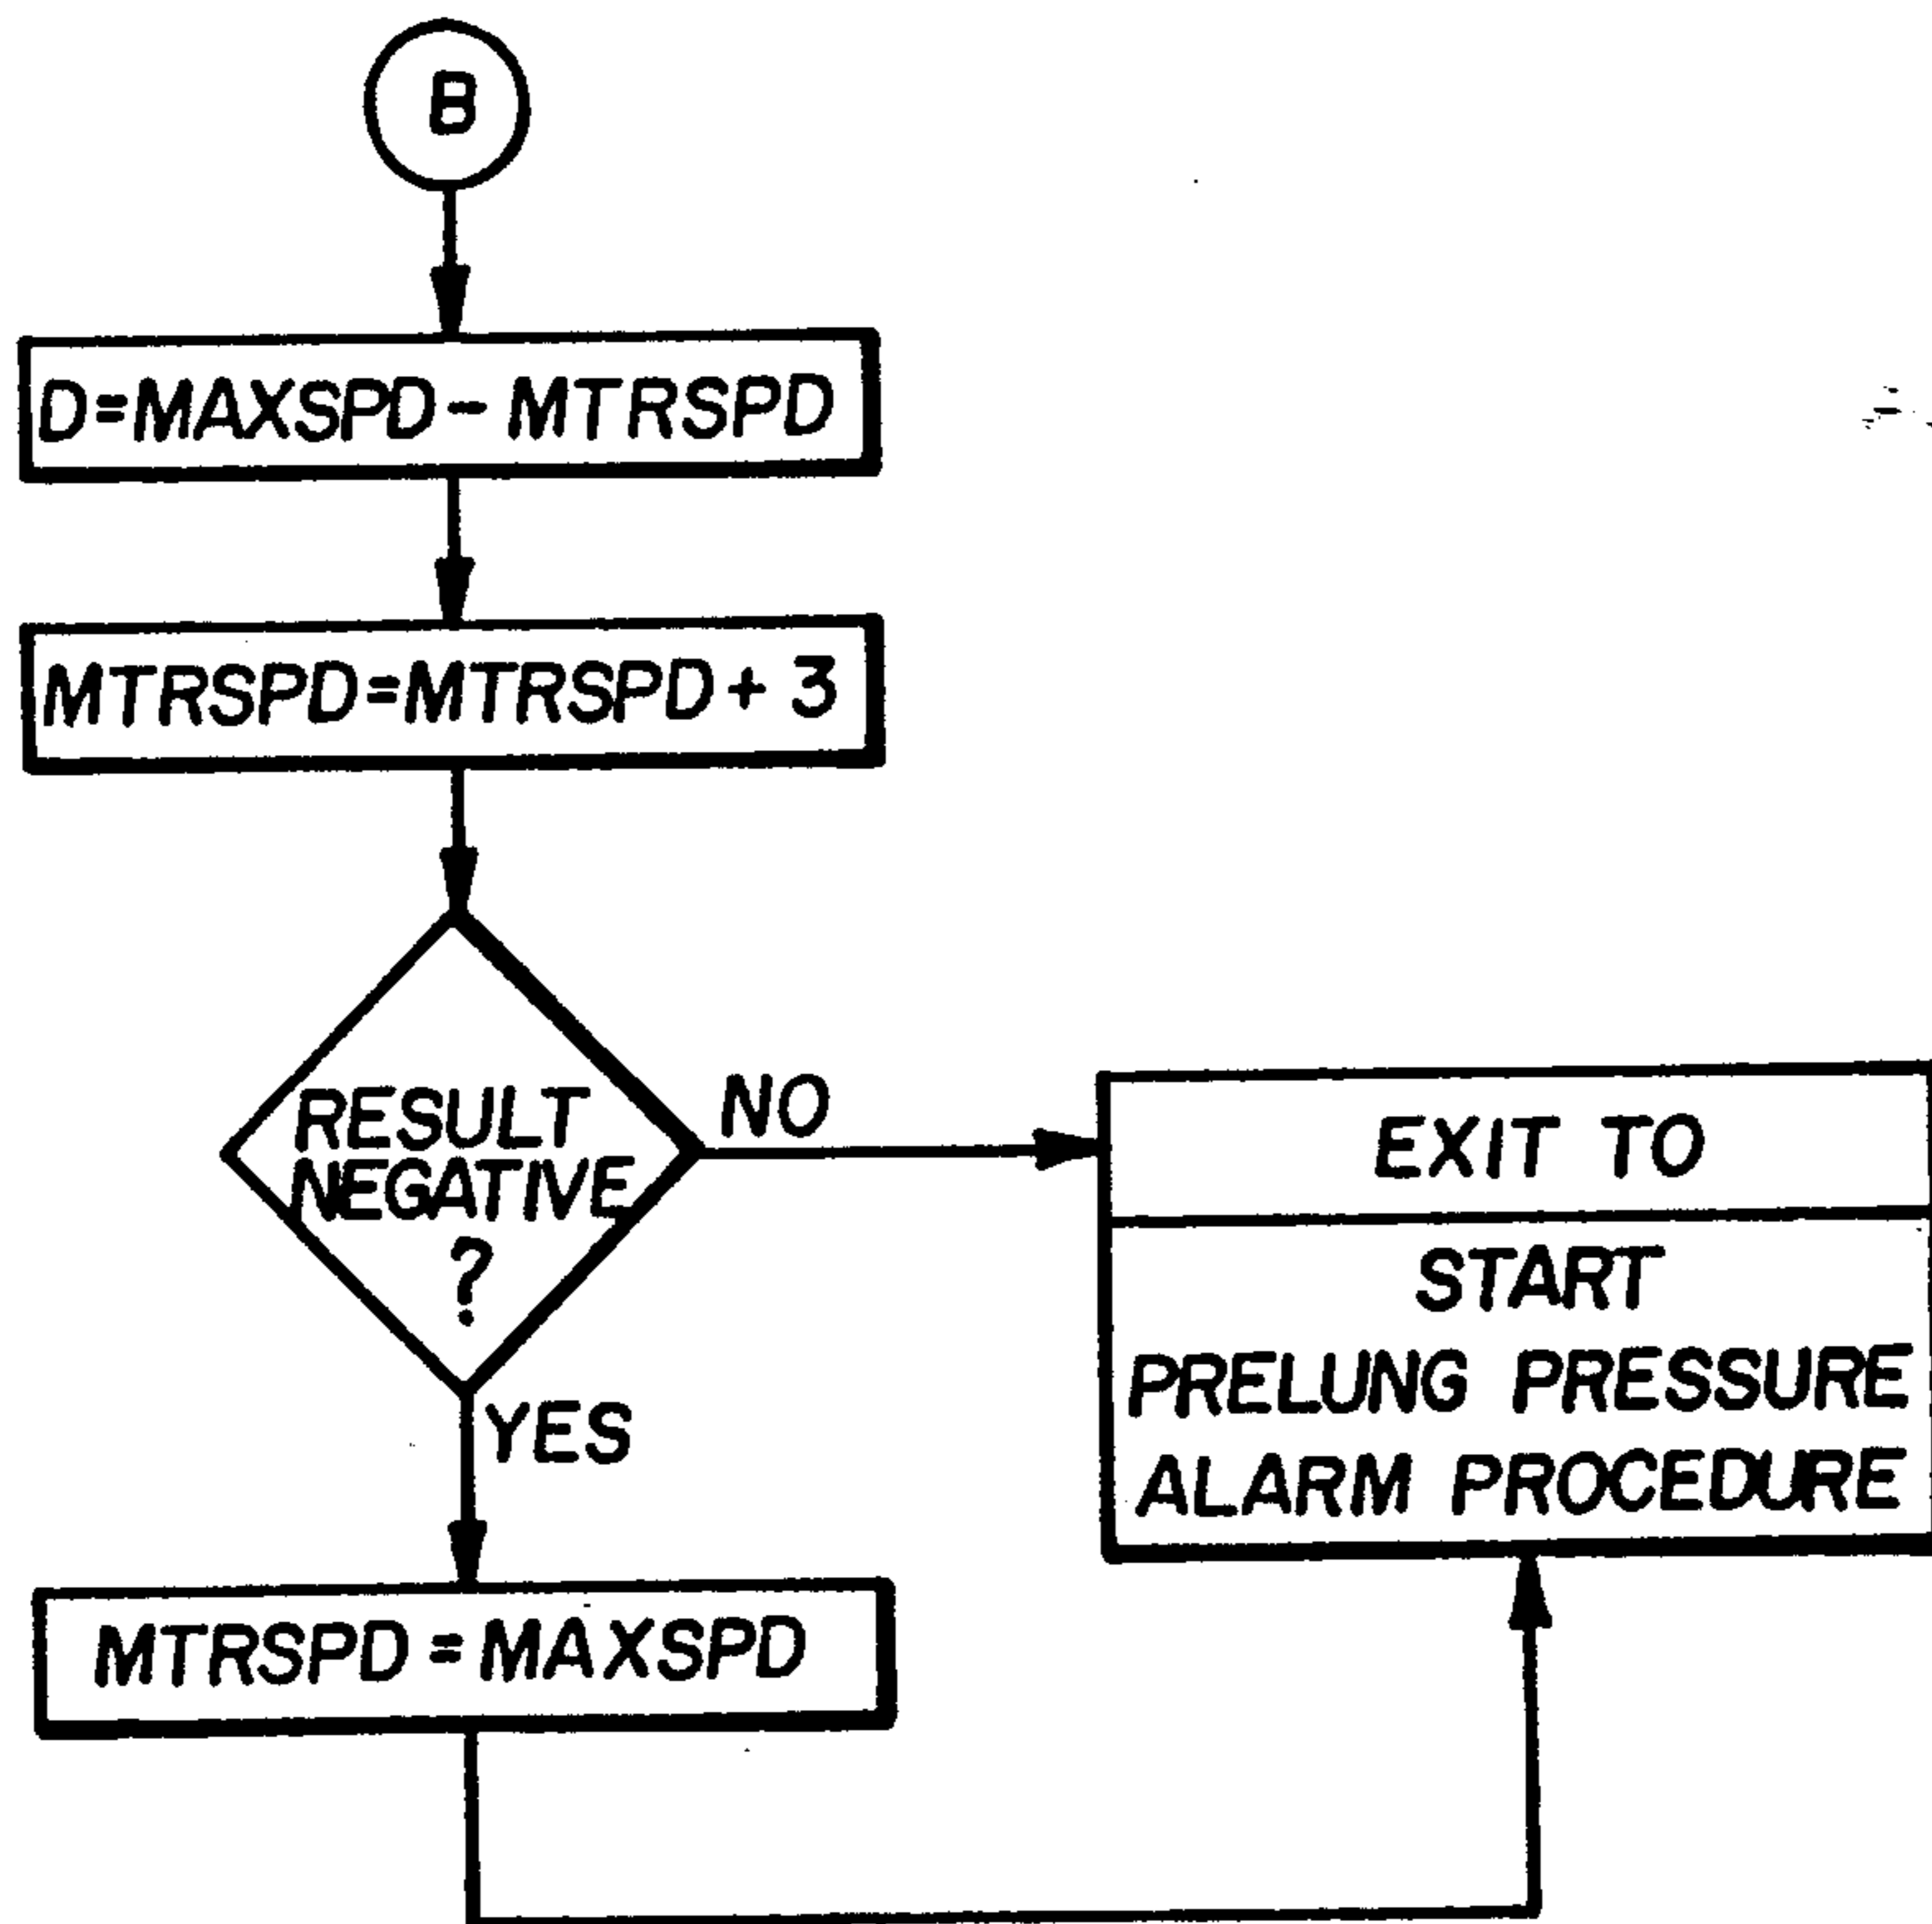 B
D=MAXSPD- MTRSPD
MTRSPD=MTRSPD+ 3
RESULT
NEGATIVE
?
NO
YES
MTRSPD=MAXSPD
EXIT TO
START
PRELUNG PRESSURE
ALARM PROCEDURE